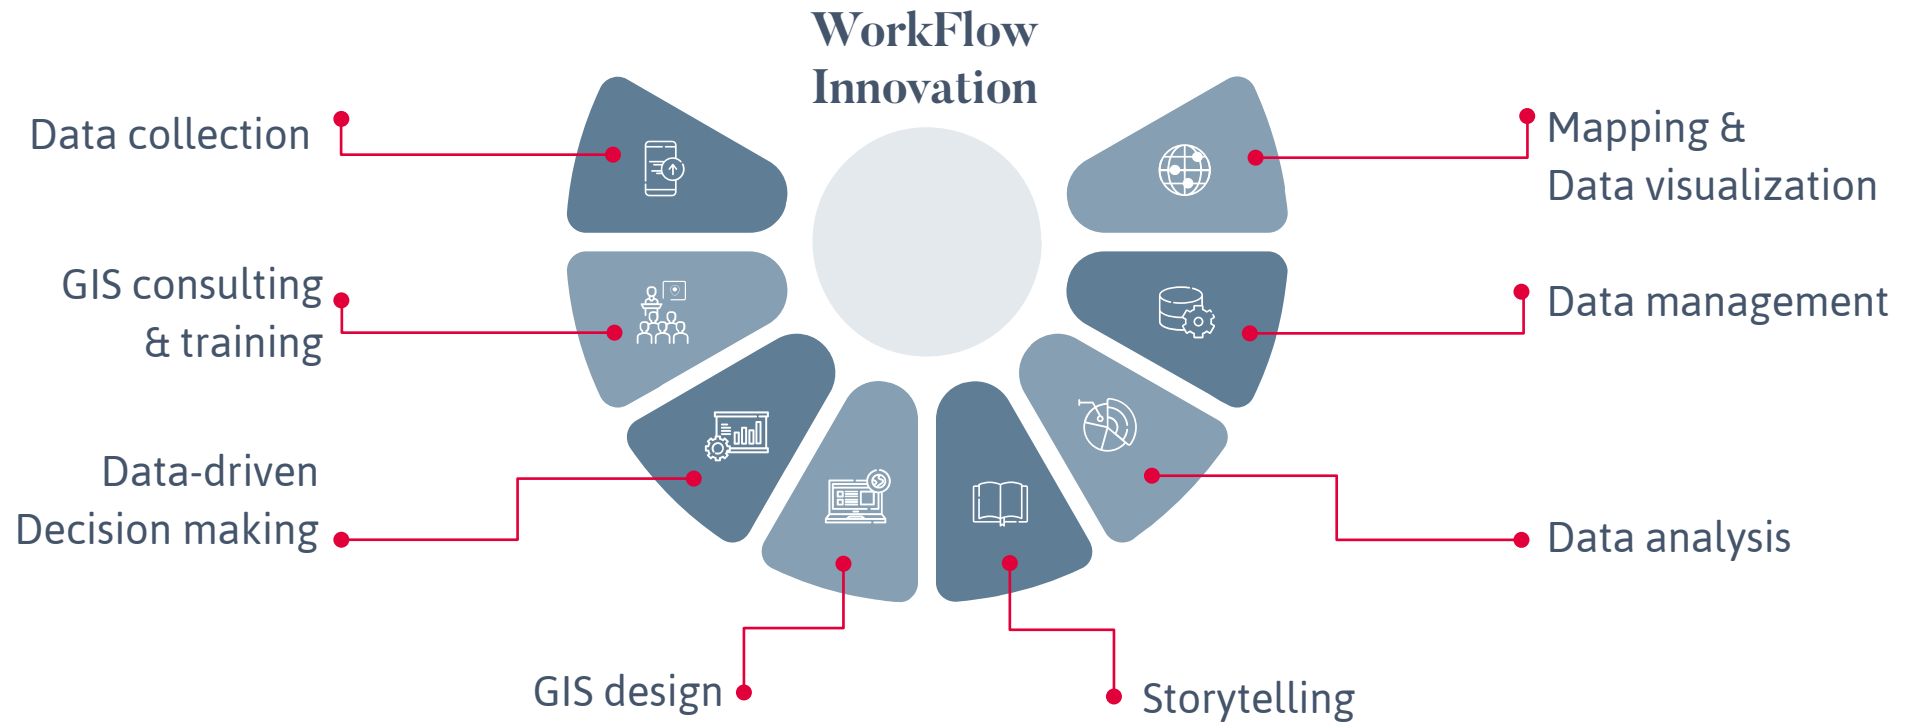 WorkFlow
Innovation
Data collection
GIS consulting
& training
Data-driven
Decision making
GIS design
Storytelling
Data analysis
Data management
Mapping &
Data visualization